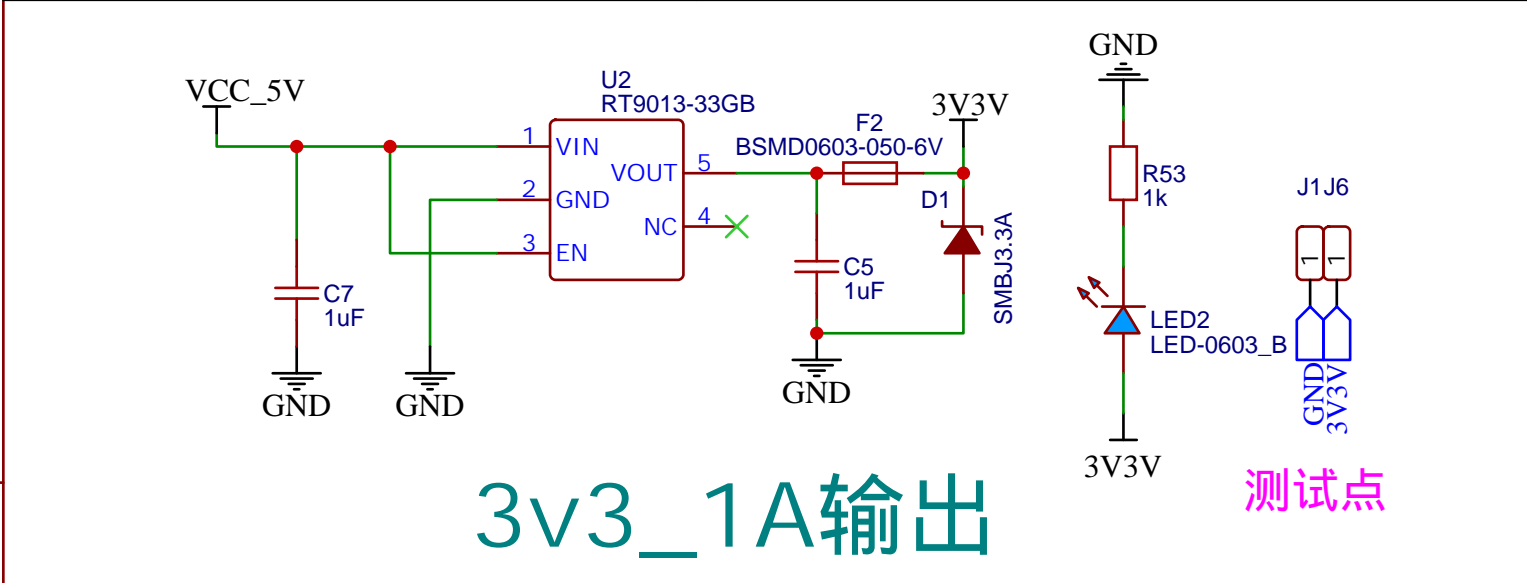 VCC_5V
U2
RT9013-33GB
1
VIN
2
GND
3
EN
VOUT
5
NC
4
C7
1uF
GND
GND
F2
BSMD0603-050-6V
3V3V
D1
SMBJ3.3A
C5
1uF
GND
GND
R53
1k
LED2
LED-0603_B
3V3V
J1J6
1
1
GND
3V3V
测试点
3v3_1A输出